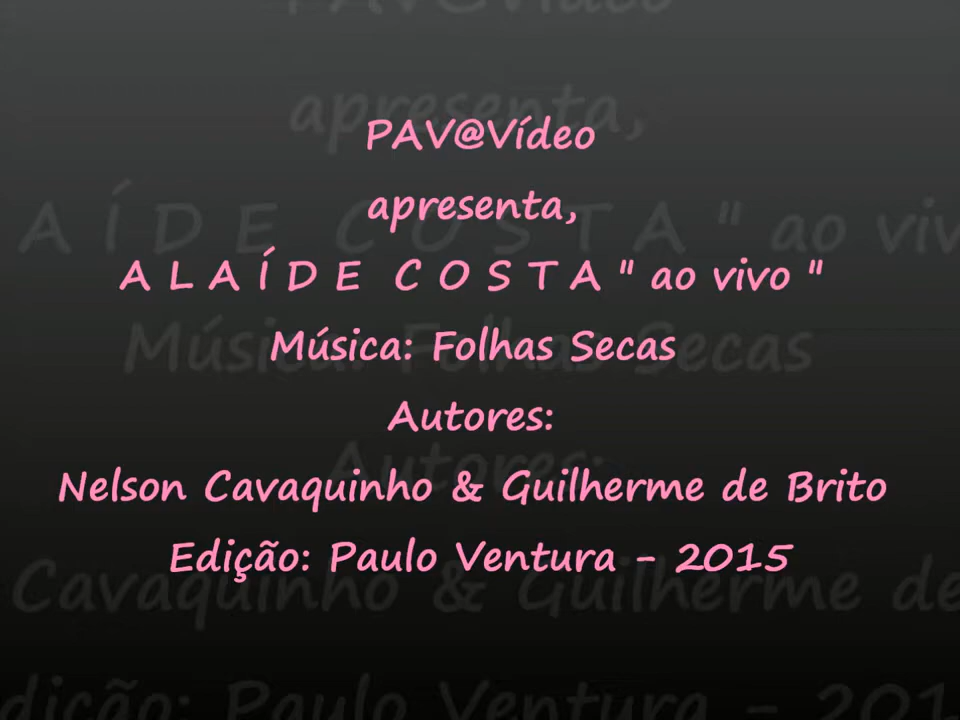 PAV@Vídeo
apresenta,
A L A Í D E  C O S T A " ao vivo "
Música: Folhas Secas
Autores:
Nelson Cavaquinho & Guilherme de Brito
Edição: Paulo Ventura - 2015